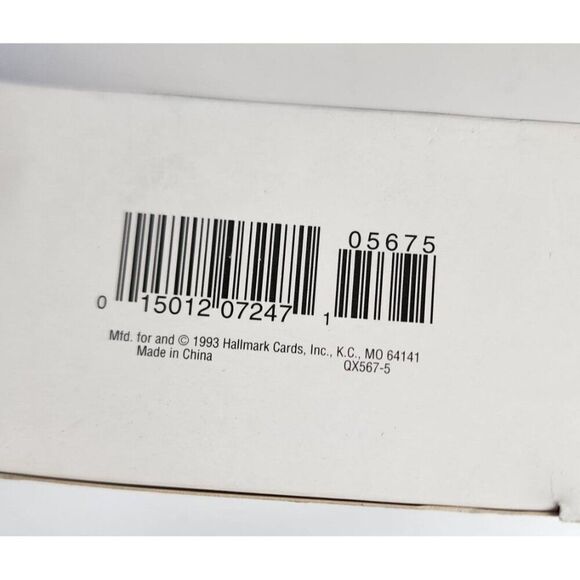 05675
0 15012 07247 1
Mfd. for and © 1993 Hallmark Cards, Inc., K.C., MO 64141
Made in China QX567-5